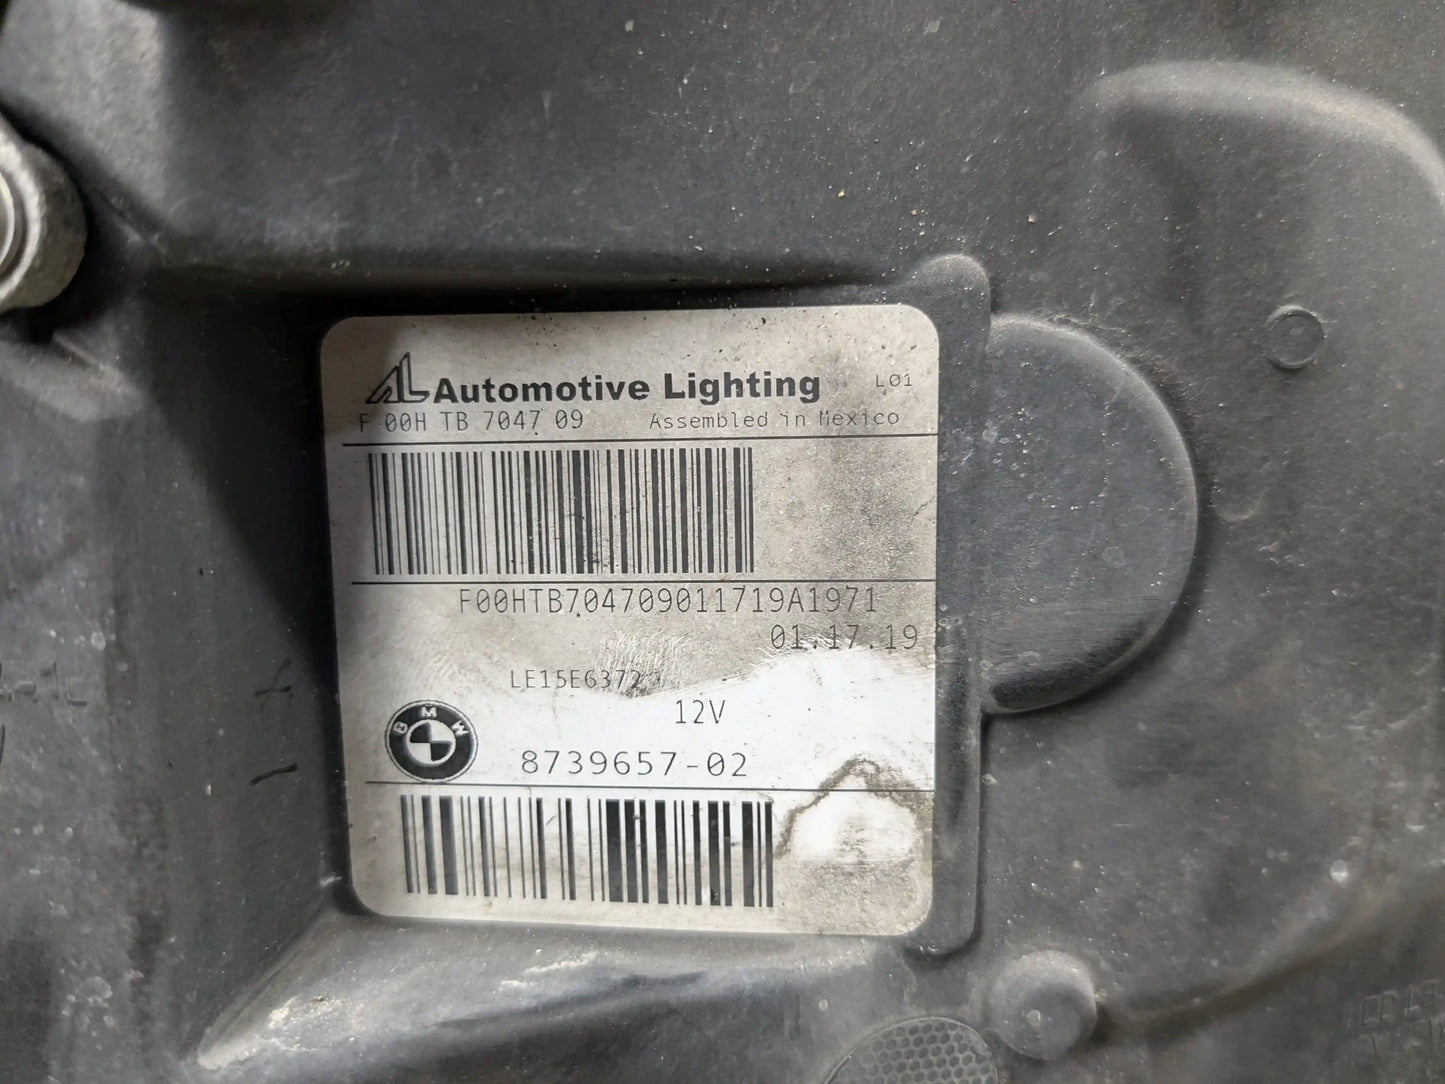 AL Automotive Lighting L01
F 00H TB 7047 09 Assembled in Mexico
F00HTB704709011719A1971
01.17.19
LE15E6372
12V
BMW
8739657-02